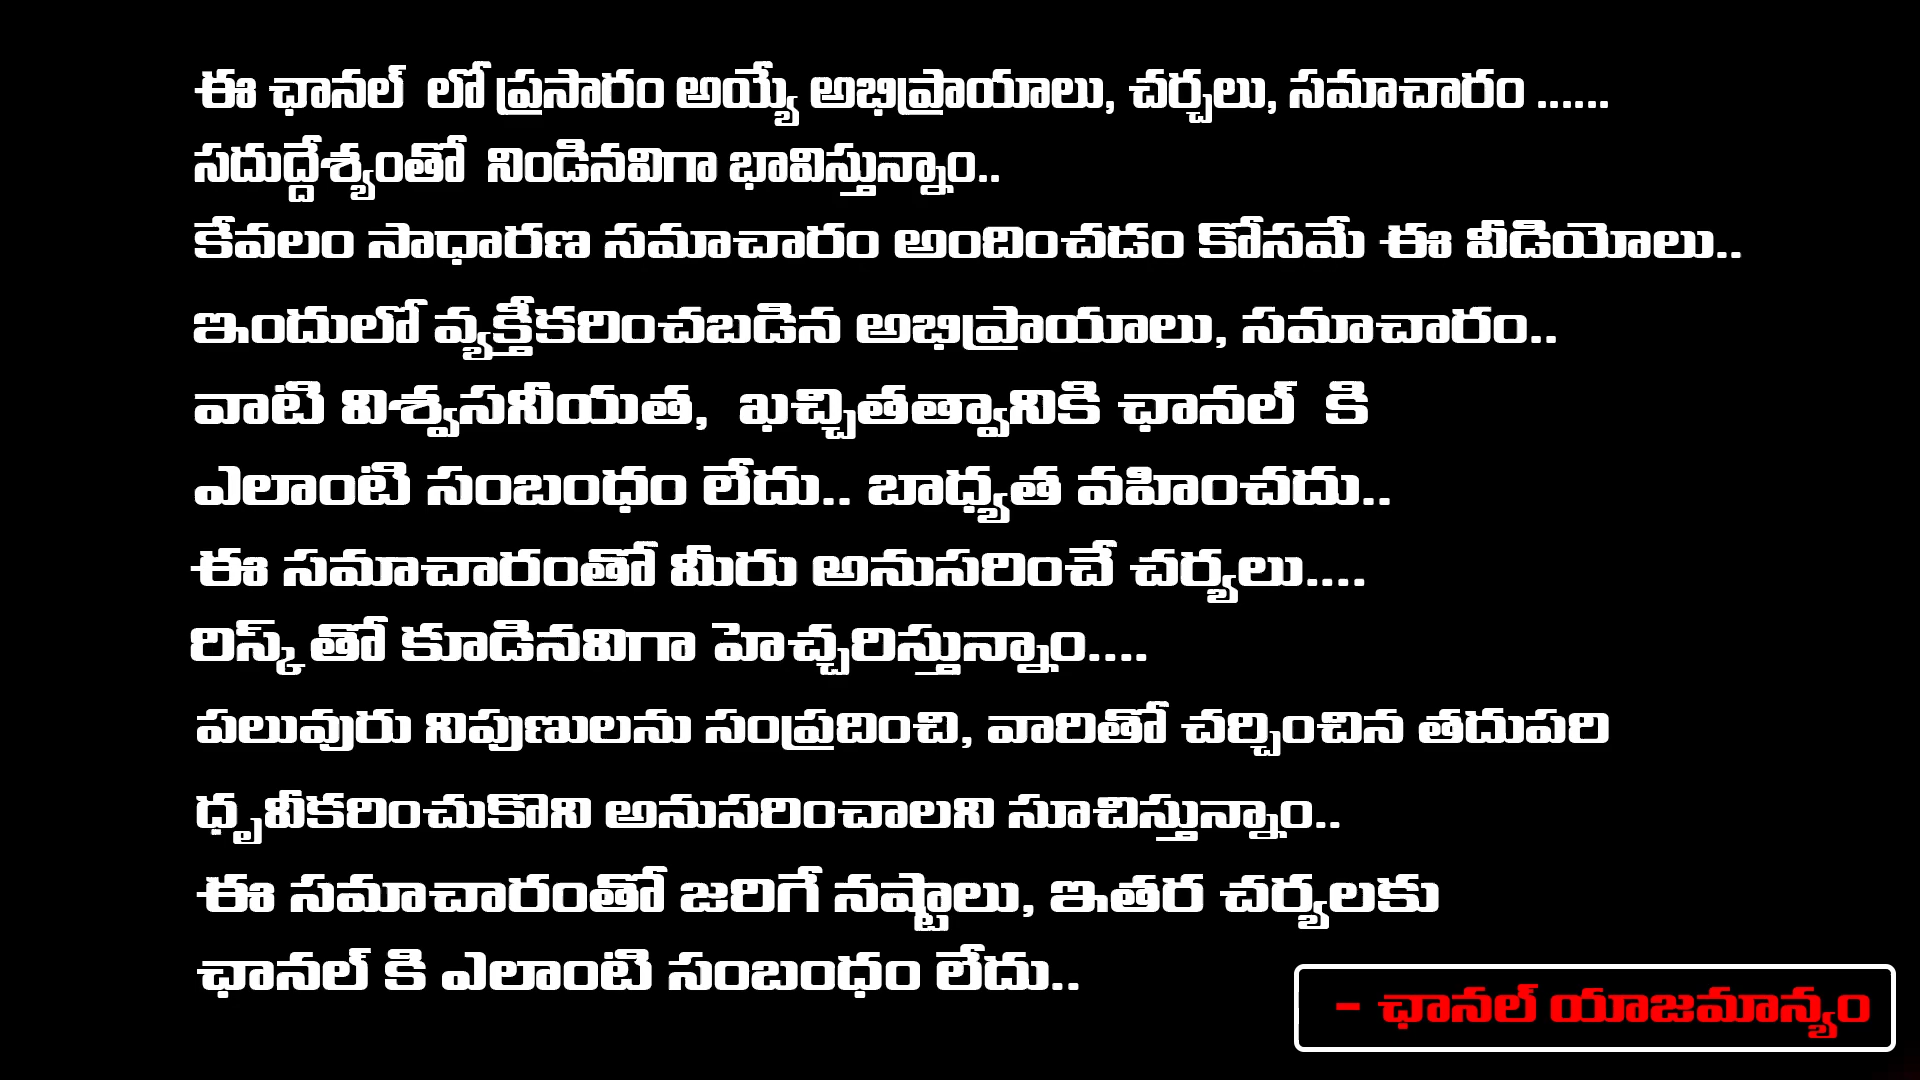 ఈ ఛానల్ లో ప్రసారం అయ్యే అభిప్రాయాలు, చర్చలు, సమాచారం ......
సదుద్దేశ్యంతో నిండినవిగా భావిస్తున్నాం..
కేవలం సాధారణ సమాచారం అందించడం కోసమే ఈ వీడియోలు..
ఇందులో వ్యక్తీకరించబడిన అభిప్రాయాలు, సమాచారం..
వాటి విశ్వసనీయత, ఖచ్చితత్వానికి ఛానల్ కి
ఎలాంటి సంబంధం లేదు.. బాధ్యత వహించదు..
ఈ సమాచారంతో మీరు అనుసరించే చర్యలు....
రిస్క్ తో కూడినవిగా హెచ్చరిస్తున్నాం....
పలువురు నిపుణులను సంప్రదించి, వారితో చర్చించిన తదుపరి
ధృవీకరించుకొని అనుసరించాలని సూచిస్తున్నాం..
ఈ సమాచారంతో జరిగే నష్టాలు, ఇతర చర్యలకు
ఛానల్ కి ఎలాంటి సంబంధం లేదు..
- ఛానల్ యాజమాన్యం